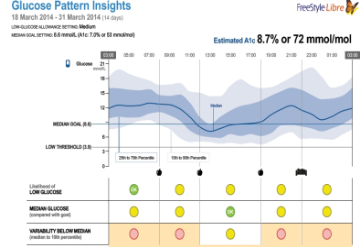 Glucose Pattern Insights
FreeStyle Libre
18 March 2014 - 31 March 2014 (14 days)
LOW-GLUCOSE ALLOWANCE SETTING: Medium
MEDIAN GOAL SETTING: 8.6 mmol/L (A1c: 7.0% or 53 mmol/mol)
Estimated A1c 8.7% or 72 mmol/mol
Glucose
21
03:00 05:00 07:00 09:00 11:00 13:00 15:00 17:00 19:00 21:00 23:00 01:00 03:00
Median
MEDIAN GOAL (8.6)
LOW THRESHOLD (3.9)
25th to 75th Percentile
10th to 90th Percentile
Likelihood of
LOW GLUCOSE
OK
MEDIAN GLUCOSE
(compared with goal)
OK
VARIABILITY BELOW MEDIAN
(median to 10th percentile)